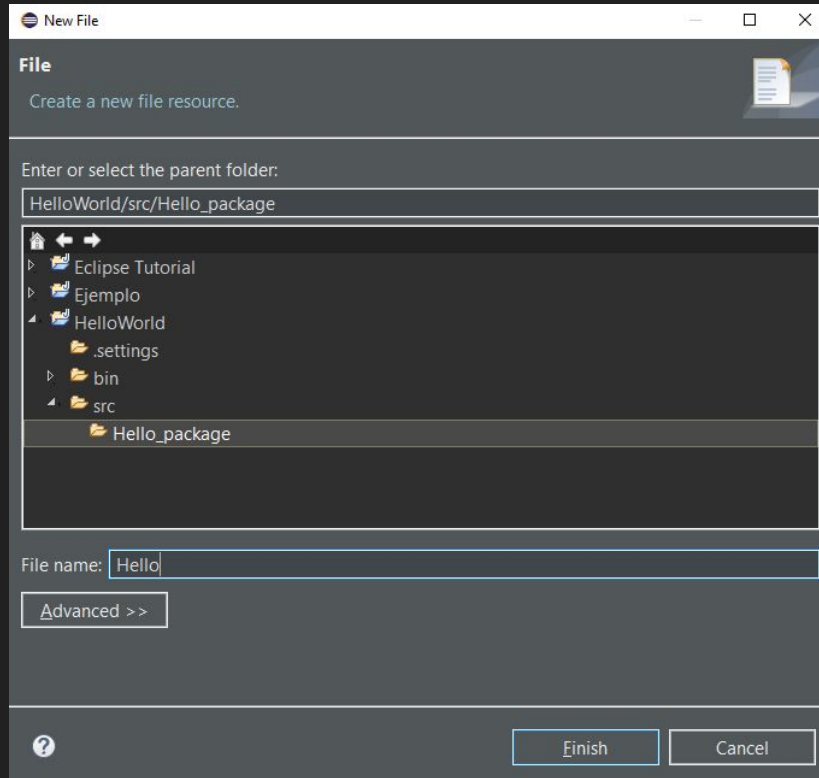 New File
File
Create a new file resource.
Enter or select the parent folder:
HelloWorld/src/Hello_package
Eclipse Tutorial
Ejemplo
HelloWorld
.settings
bin
src
Hello_package
File name: Hello
Advanced >>
Finish Cancel